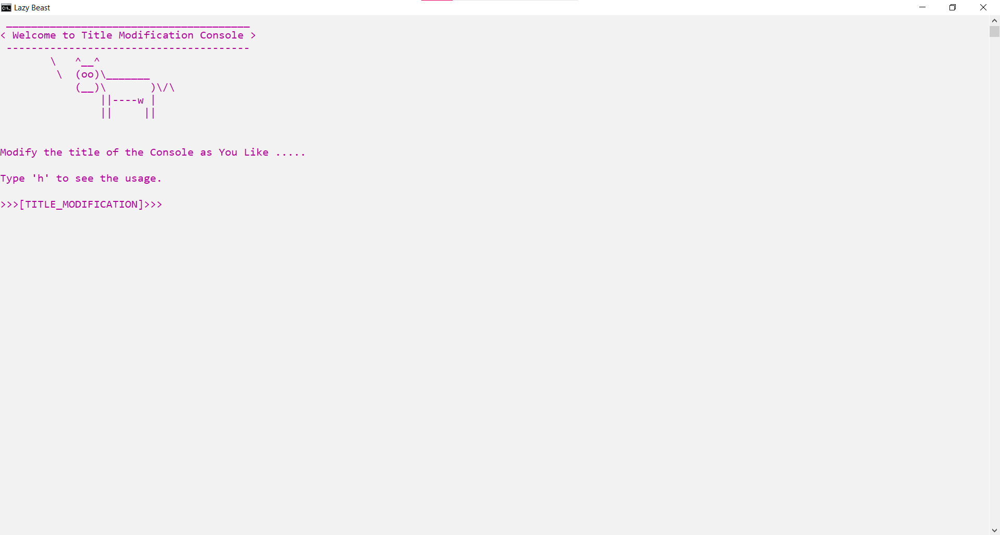 Lazy Beast
 _______________________________________
< Welcome to Title Modification Console >
 ---------------------------------------
        \   ^__^
         \  (oo)\_______
            (__)\       )\/\
                ||----w |
                ||     ||
Modify the title of the Console as You Like .....
Type 'h' to see the usage.
>>>[TITLE_MODIFICATION]>>>